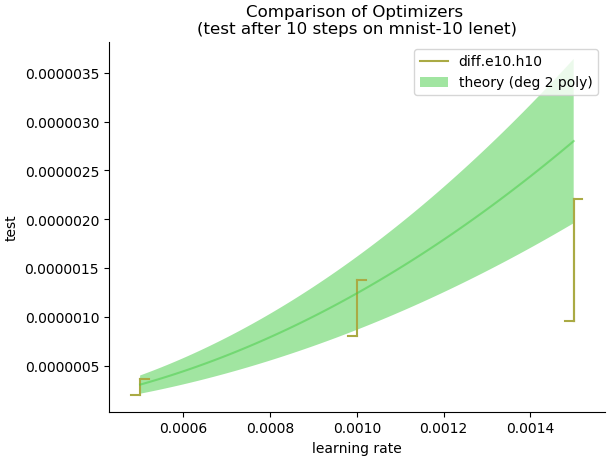 Comparison of Optimizers
(test after 10 steps on mnist-10 lenet)
diff.e10.h10
theory (deg 2 poly)
test
0.0000035
0.0000030
0.0000025
0.0000020
0.0000015
0.0000010
0.0000005
0.0006
0.0008
0.0010
0.0012
0.0014
learning rate